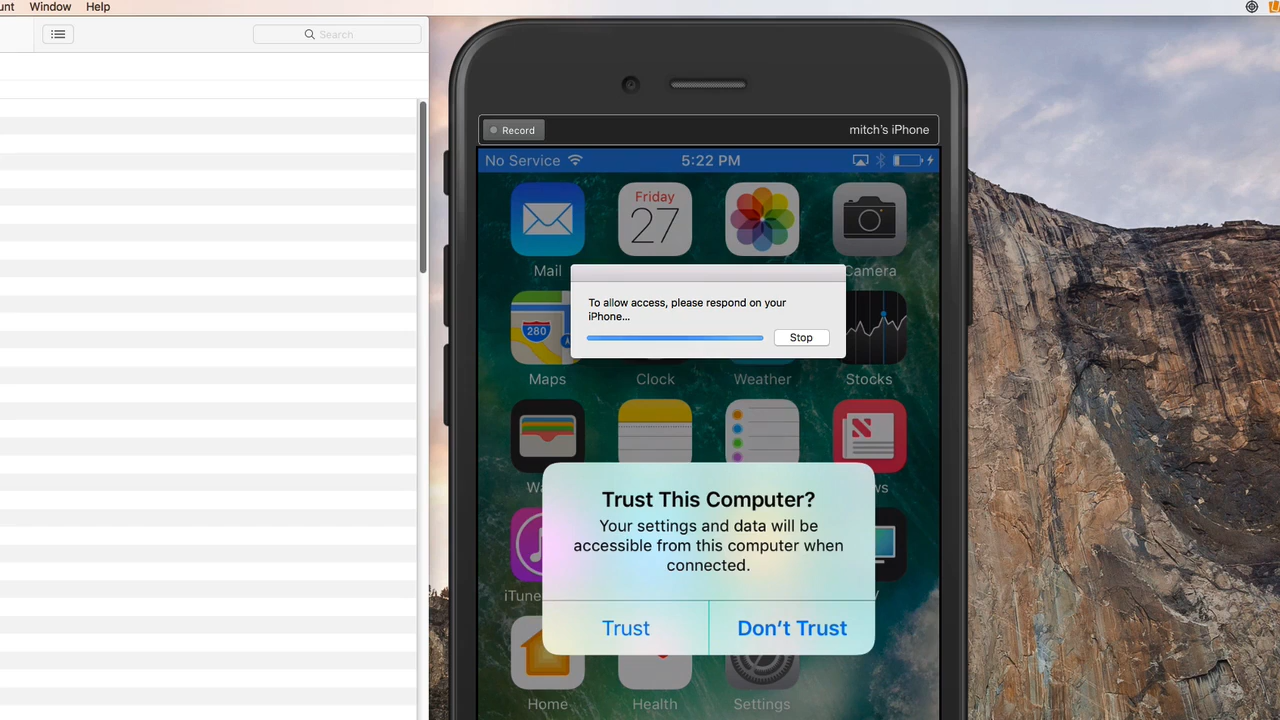 Window Help
Search
Record
mitch's iPhone
No Service
5:22 PM
Friday
27
Mail
Camera
To allow access, please respond on your
iPhone...
Stop
280
Maps
Clock
Weather
Stocks
Trust This Computer?
Your settings and data will be
accessible from this computer when
connected.
Trust
Don't Trust
Home
Health
Settings